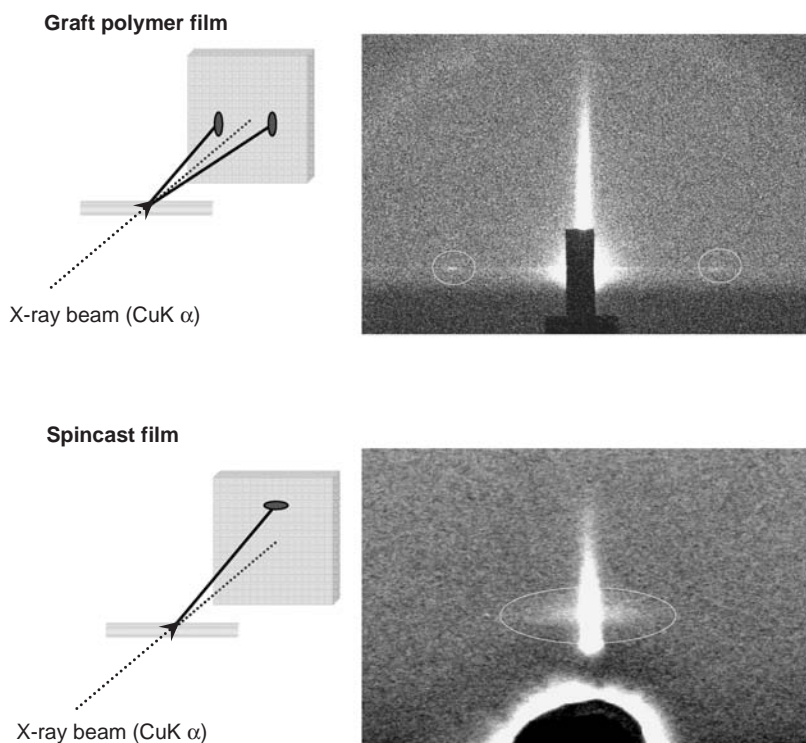 Graft polymer film
X-ray beam (CuK α)
Spincast film
X-ray beam (CuK α)